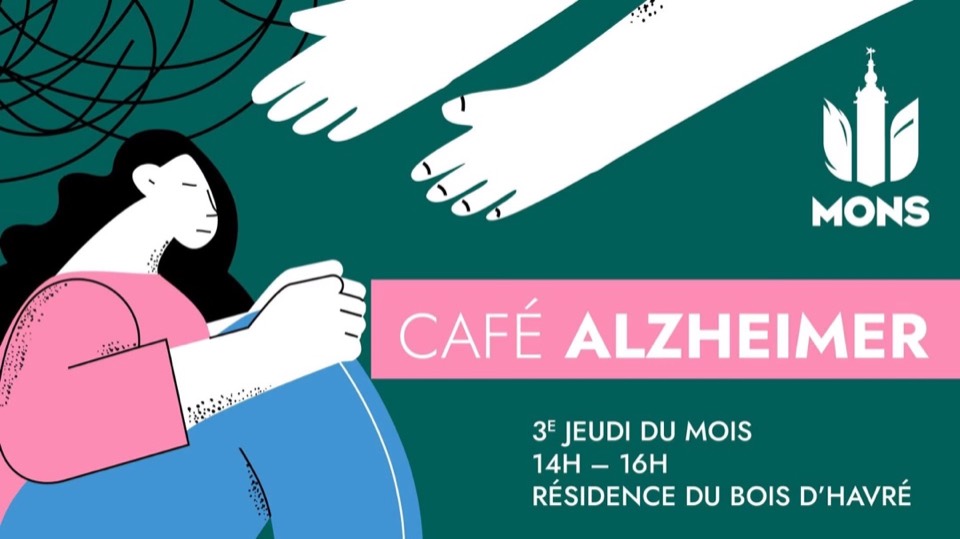 MONS
CAFÉ ALZHEIMER
3E JEUDI DU MOIS
14H – 16H
RÉSIDENCE DU BOIS D'HAVRÉ